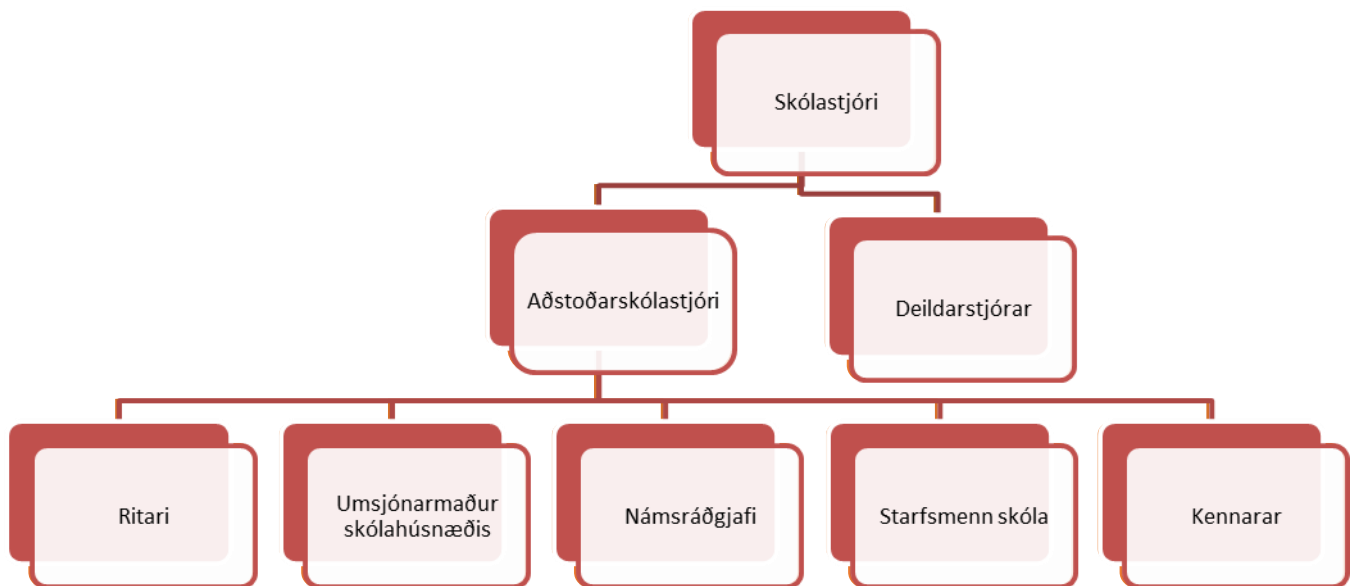 Skólastjóri
Aðstoðarskólastjóri
Deildarstjórar
Ritari
Umsjónarmaður
skólahúsnæðis
Námsráðgjafi
Starfsmenn skóla
Kennarar